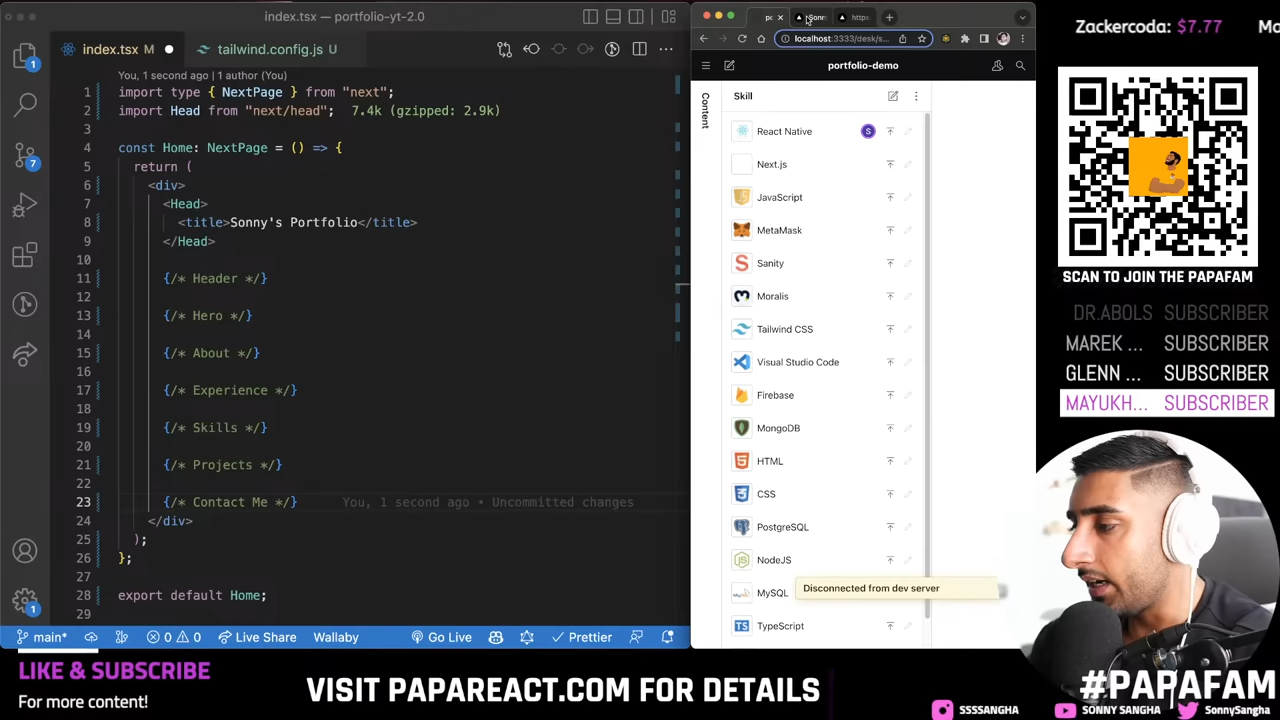 index.tsx — portfolio-yt-2.0
index.tsx M
tailwind.config.js U
You, 1 second ago | 1 author (You)
1 import type { NextPage } from "next";
2 import Head from "next/head"; 7.4k (gzipped: 2.9k)
3
4 const Home: NextPage = () => {
5 return (
6 <div>
7 <Head>
8 <title>Sonny's Portfolio</title>
9 </Head>
10
11 {/* Header */}
12
13 {/* Hero */}
14
15 {/* About */}
16
17 {/* Experience */}
18
19 {/* Skills */}
20
21 {/* Projects */}
22
23 {/* Contact Me */} You, 1 second ago • Uncommitted changes
24 </div>
25 );
26 };
27
28 export default Home;
29
1
7
1
main*
0 0
Live Share
Wallaby
Go Live
Prettier
Sonn
https
localhost:3333/desk/s...
portfolio-demo
Content
Skill
React Native
S
Next.js
JavaScript
MetaMask
Sanity
Moralis
Tailwind CSS
Visual Studio Code
Firebase
MongoDB
HTML
CSS
PostgreSQL
NodeJS
MySQL
TypeScript
Disconnected from dev server
Zackercoda: $7.77
Mo
SCAN TO JOIN THE PAPAFAM
DR.ABOLS SUBSCRIBER
MAREK ... SUBSCRIBER
GLENN ... SUBSCRIBER
MAYUKH... SUBSCRIBER
LIKE & SUBSCRIBE
For more content!
VISIT PAPAREACT.COM FOR DETAILS
#PAPAFAM
SSSSANGHA
SONNY SANGHA
SonnySangha